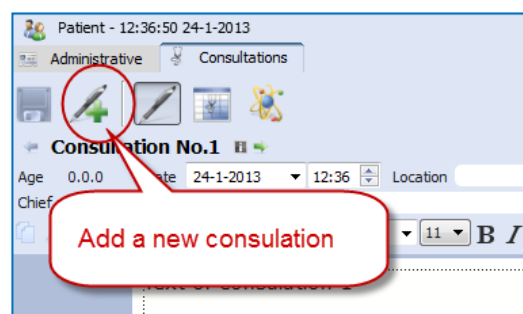 Patient - 12:36:50 24-1-2013
Administrative Consultations
Consultation No.1
Age 0.0.0 Date 24-1-2013 12:36 Location
Chief
Add a new consulation
11 B I